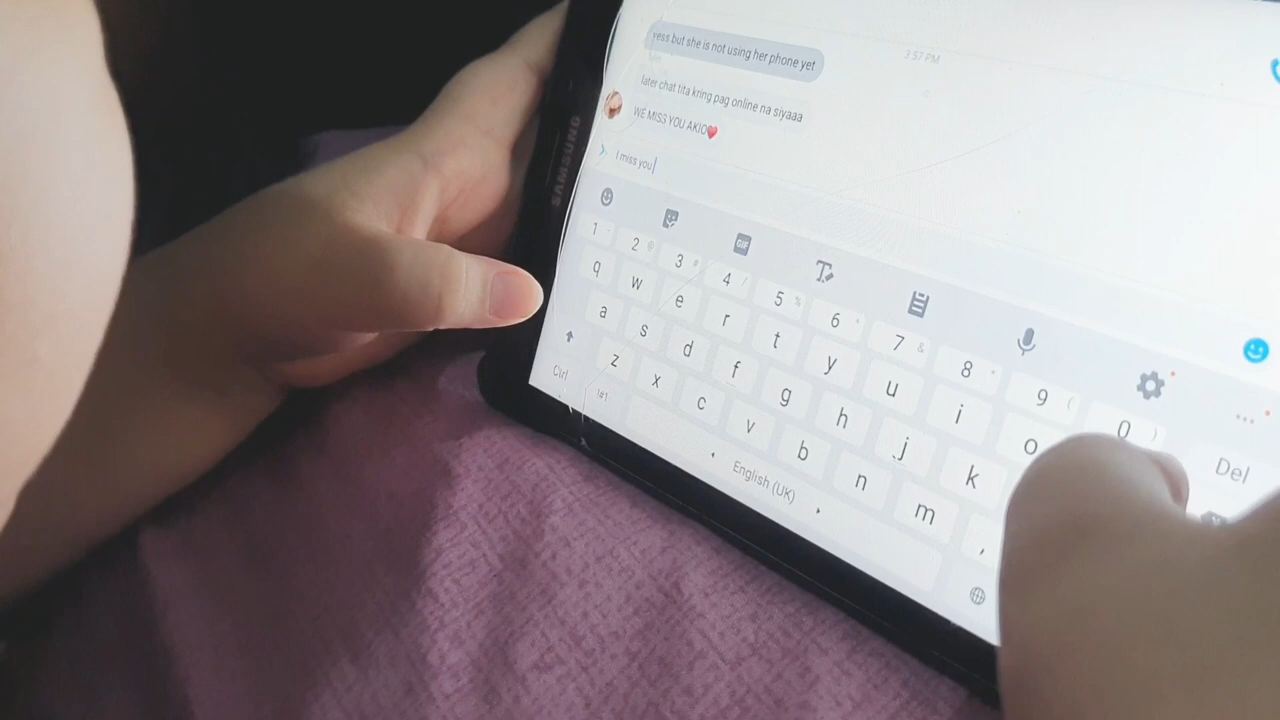 yess but she is not using her phone yet
3:57 PM
later chat tita kring pag online na siyaaa
WE MISS YOU AKIO❤️
I miss you
SAMSUNG
GIF
1 2 @ 3 # 4 / 5 % 6 7 & 8 * 9 ( 0 )
q w e r t y u i o
a s d f g h j k
Del
z x c v b n m ,
Ctrl
!#1
English (UK)